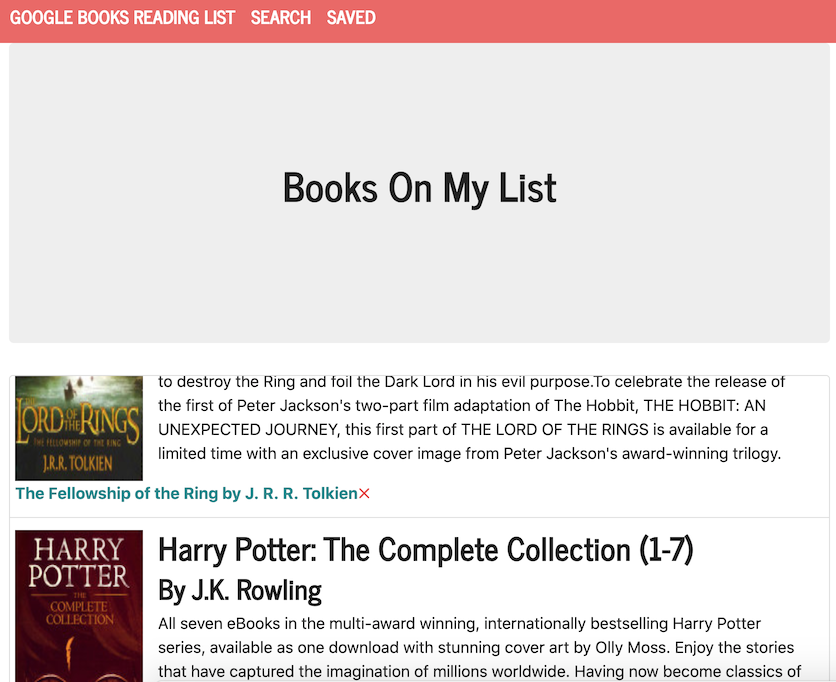 GOOGLE BOOKS READING LIST SEARCH SAVED
Books On My List
to destroy the Ring and foil the Dark Lord in his evil purpose.To celebrate the release of
the first of Peter Jackson's two-part film adaptation of The Hobbit, THE HOBBIT: AN
UNEXPECTED JOURNEY, this first part of THE LORD OF THE RINGS is available for a
limited time with an exclusive cover image from Peter Jackson's award-winning trilogy.
THE
LORD OF THE RINGS
THE FELLOWSHIP OF THE RING
J.R.R. TOLKIEN
The Fellowship of the Ring by J. R. R. Tolkien×
HARRY
POTTER
THE
COMPLETE
COLLECTION
Harry Potter: The Complete Collection (1-7)
By J.K. Rowling
All seven eBooks in the multi-award winning, internationally bestselling Harry Potter
series, available as one download with stunning cover art by Olly Moss. Enjoy the stories
that have captured the imagination of millions worldwide. Having now become classics of